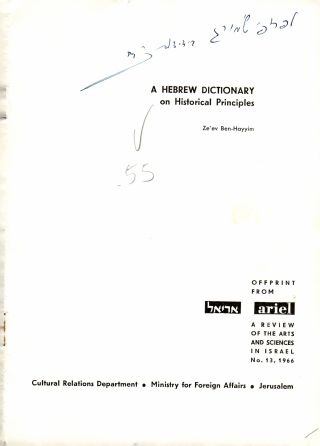 A HEBREW DICTIONARY
on Historical Principles
Ze'ev Ben-Hayyim
55
OFFPRINT
FROM
אריאל ariel
A REVIEW
OF THE ARTS
AND SCIENCES
IN ISRAEL
No. 13, 1966
Cultural Relations Department • Ministry for Foreign Affairs • Jerusalem